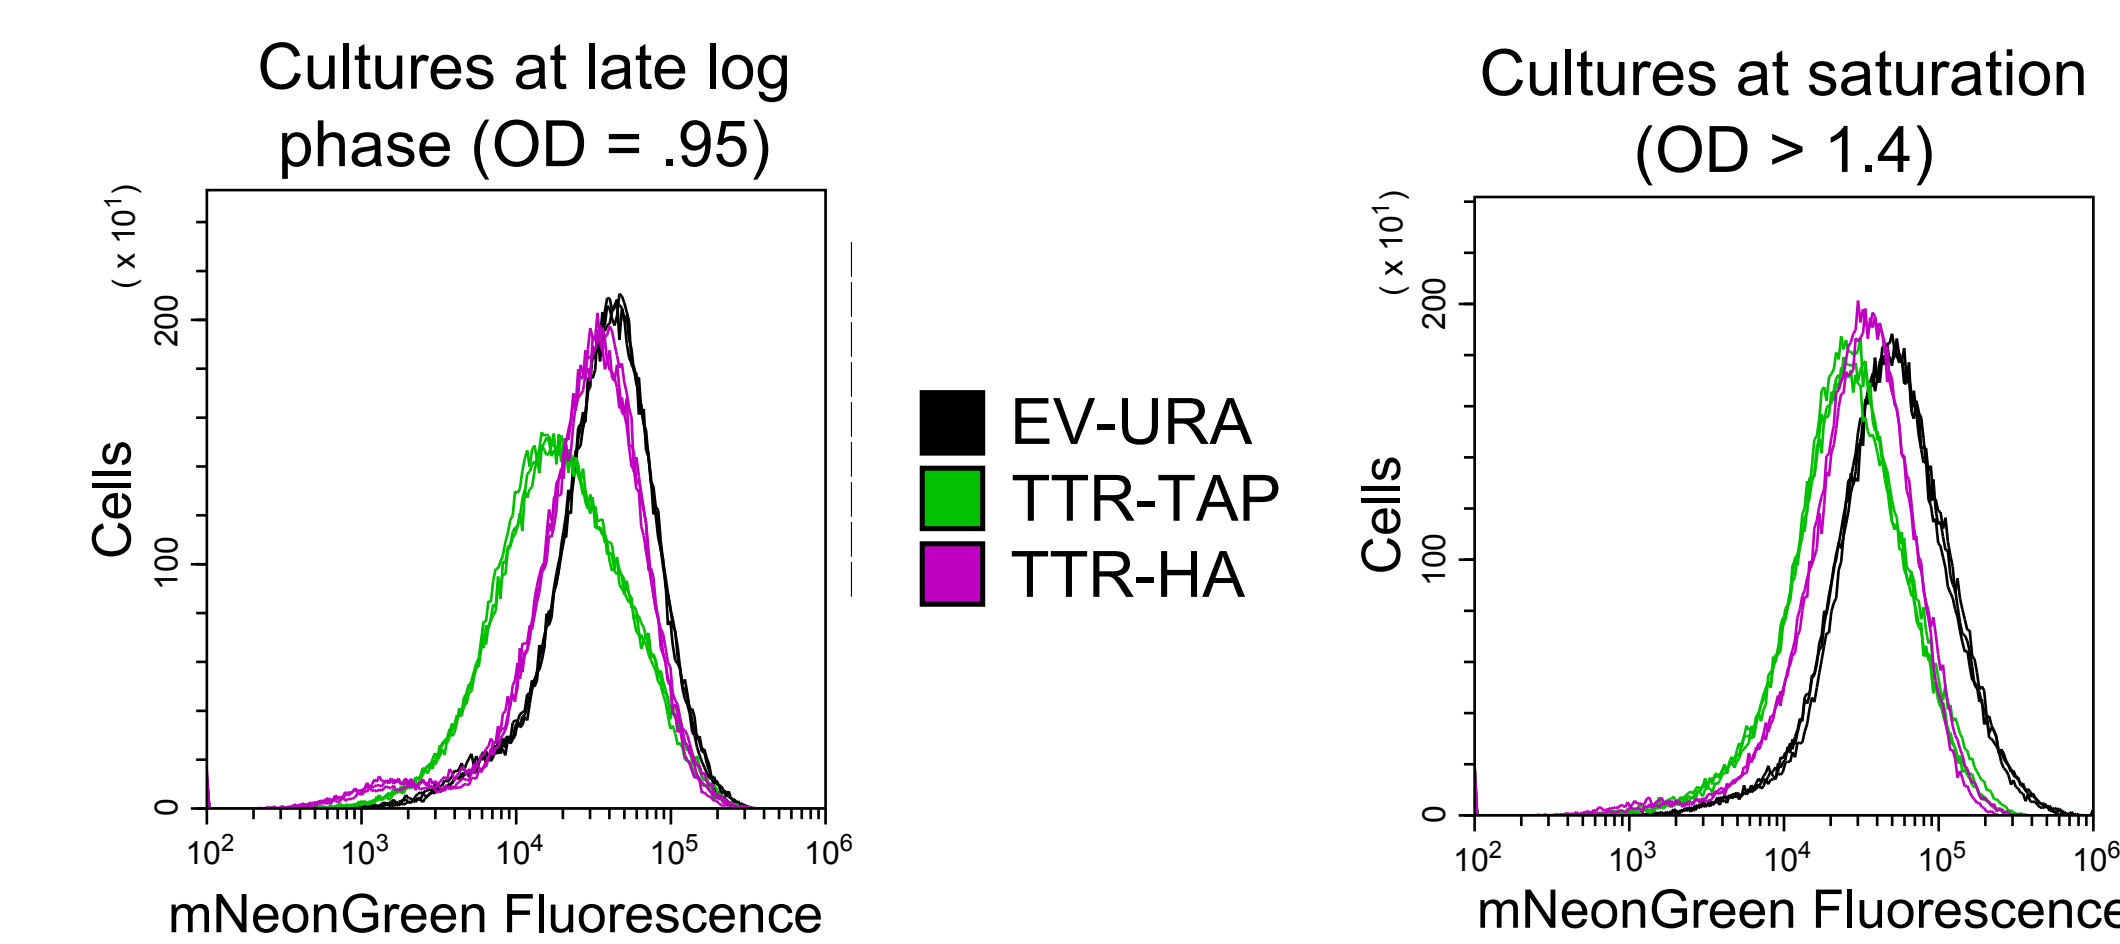 Cultures at late log
phase (OD = .95)
( x 10¹)
200
100
0
Cells
10² 10³ 10⁴ 10⁵ 10⁶
mNeonGreen Fluorescence
EV-URA
TTR-TAP
TTR-HA
Cultures at saturation
(OD > 1.4)
( x 10¹)
200
100
0
Cells
10² 10³ 10⁴ 10⁵ 10⁶
mNeonGreen Fluorescence